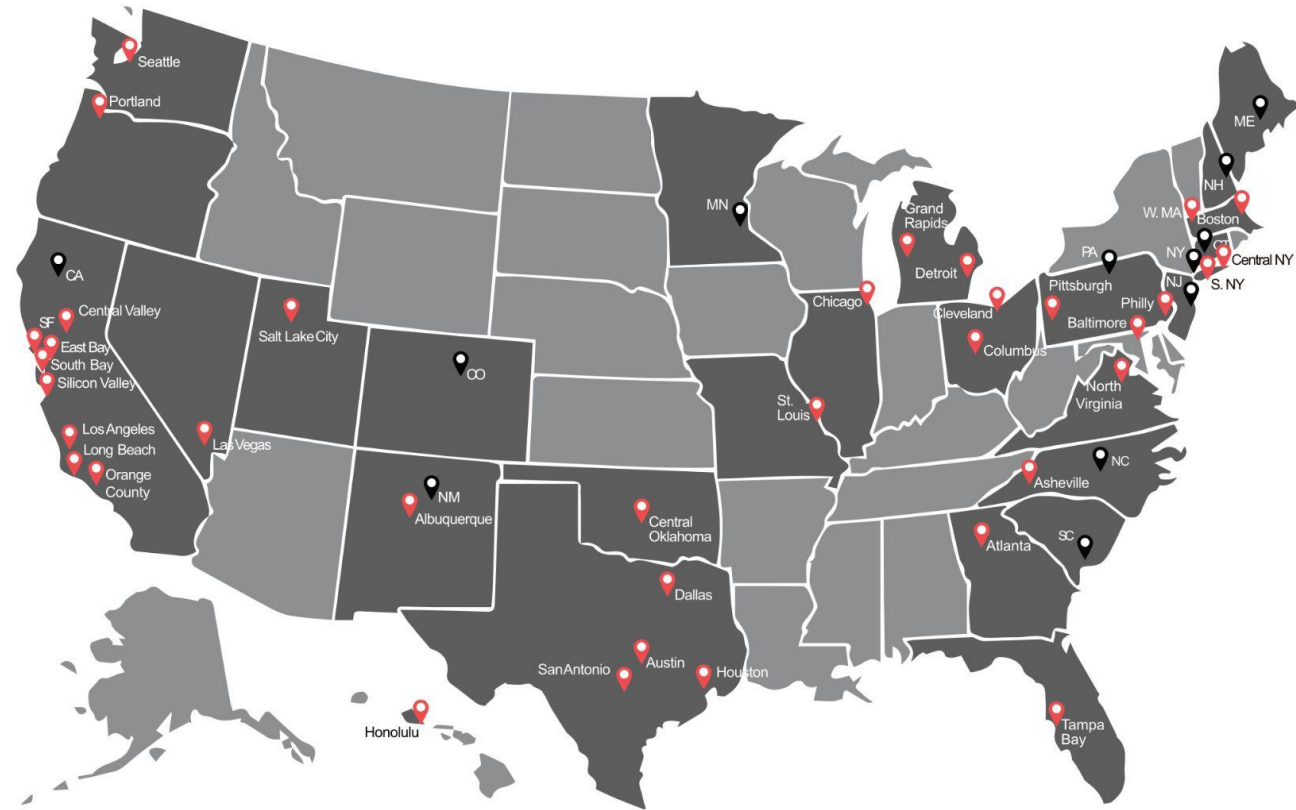 Seattle
Portland
ME
NH
MN
Grand
Rapids
W. MA
Boston
CT
PA
NY
Central NY
CA
Detroit
S. NY
Pittsburgh
NJ
Chicago
Cleveland
Philly
Central Valley
SF
Salt Lake City
Baltimore
East Bay
Columbus
South Bay
CO
Silicon Valley
North
Virginia
St.
Louis
Los Angeles
Las Vegas
Long Beach
Orange
County
NC
Asheville
NM
Albuquerque
Central
Oklahoma
Atlanta
SC
Dallas
San Antonio
Austin
Houston
Honolulu
Tampa
Bay